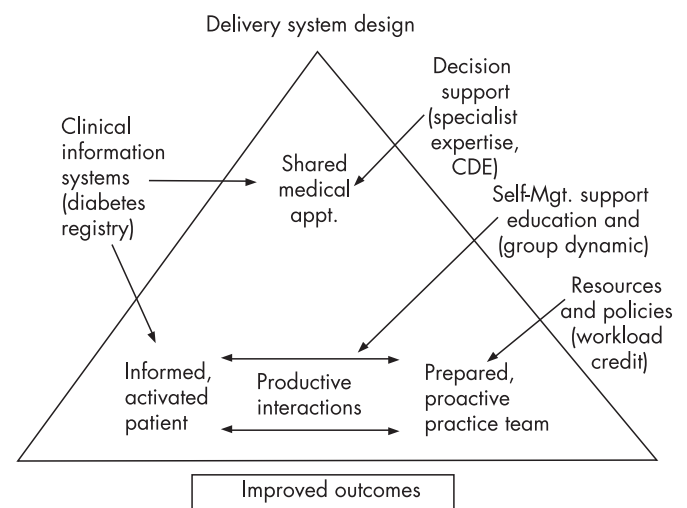 Delivery system design
Decision
support
(specialist
expertise,
CDE)
Clinical
information
systems
(diabetes
registry)
Shared
medical
appt.
Self-Mgt. support
education and
(group dynamic)
Resources
and policies
(workload
credit)
Informed,
activated
patient
Productive
interactions
Prepared,
proactive
practice team
Improved outcomes